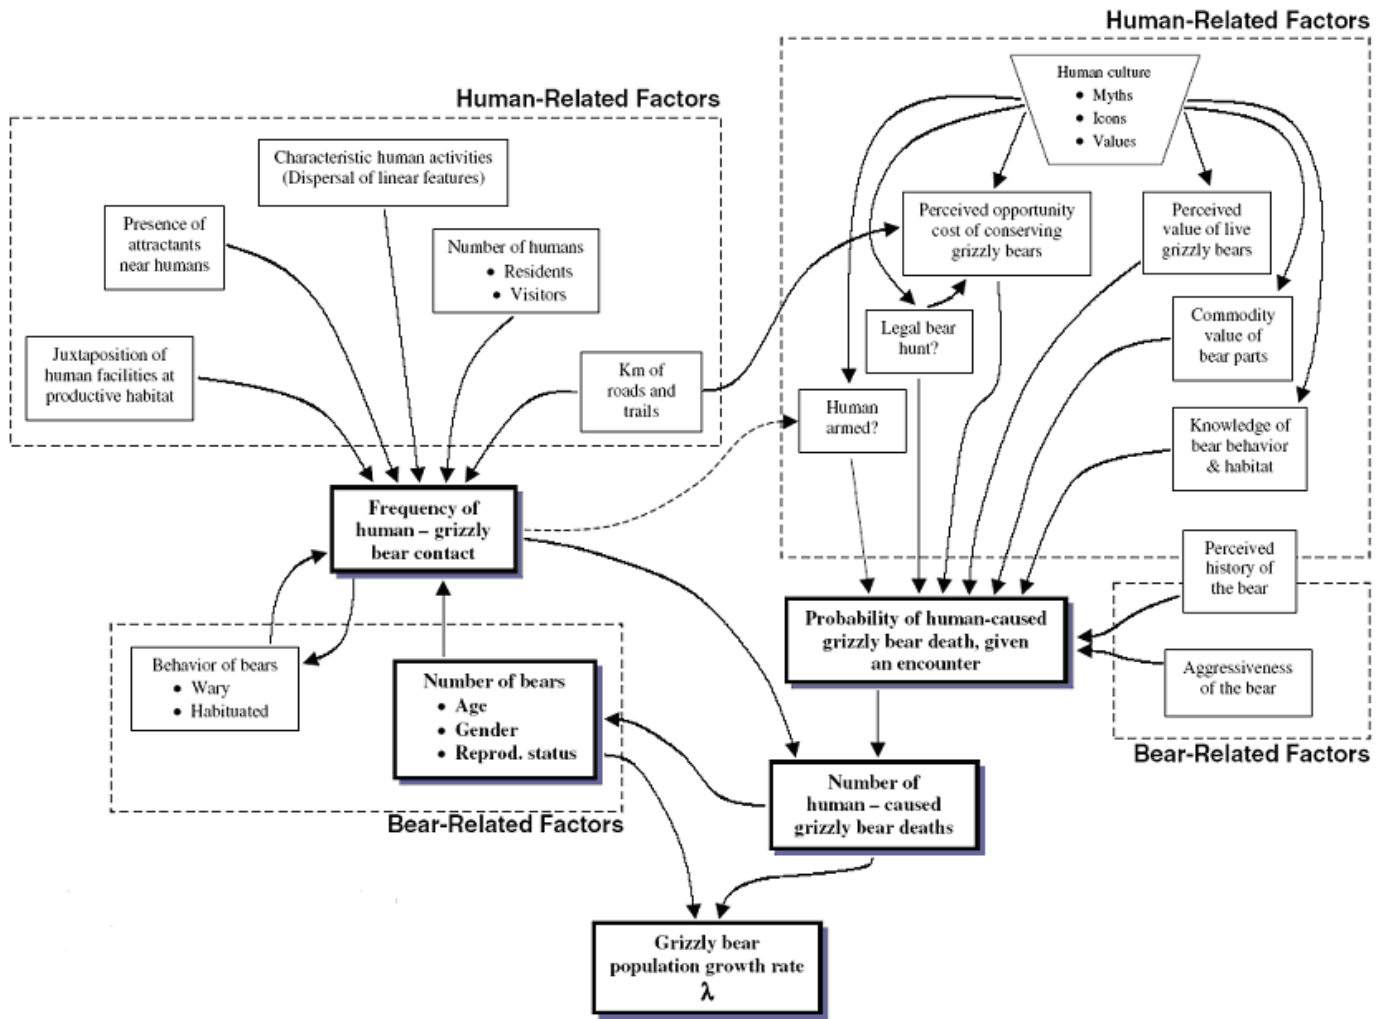 Human-Related Factors
Human culture
• Myths
• Icons
• Values
Human-Related Factors
Characteristic human activities
(Dispersal of linear features)
Presence of
attractants
near humans
Number of humans
• Residents
• Visitors
Juxtaposition of
human facilities at
productive habitat
Km of
roads and
trails
Perceived opportunity
cost of conserving
grizzly bears
Perceived
value of live
grizzly bears
Legal bear
hunt?
Commodity
value of
bear parts
Human
armed?
Knowledge of
bear behavior
& habitat
Frequency of
human – grizzly
bear contact
Perceived
history of
the bear
Probability of human-caused
grizzly bear death, given
an encounter
Aggressiveness
of the bear
Bear-Related Factors
Behavior of bears
• Wary
• Habituated
Number of bears
• Age
• Gender
• Reprod. status
Bear-Related Factors
Number of
human – caused
grizzly bear deaths
Grizzly bear
population growth rate
λ